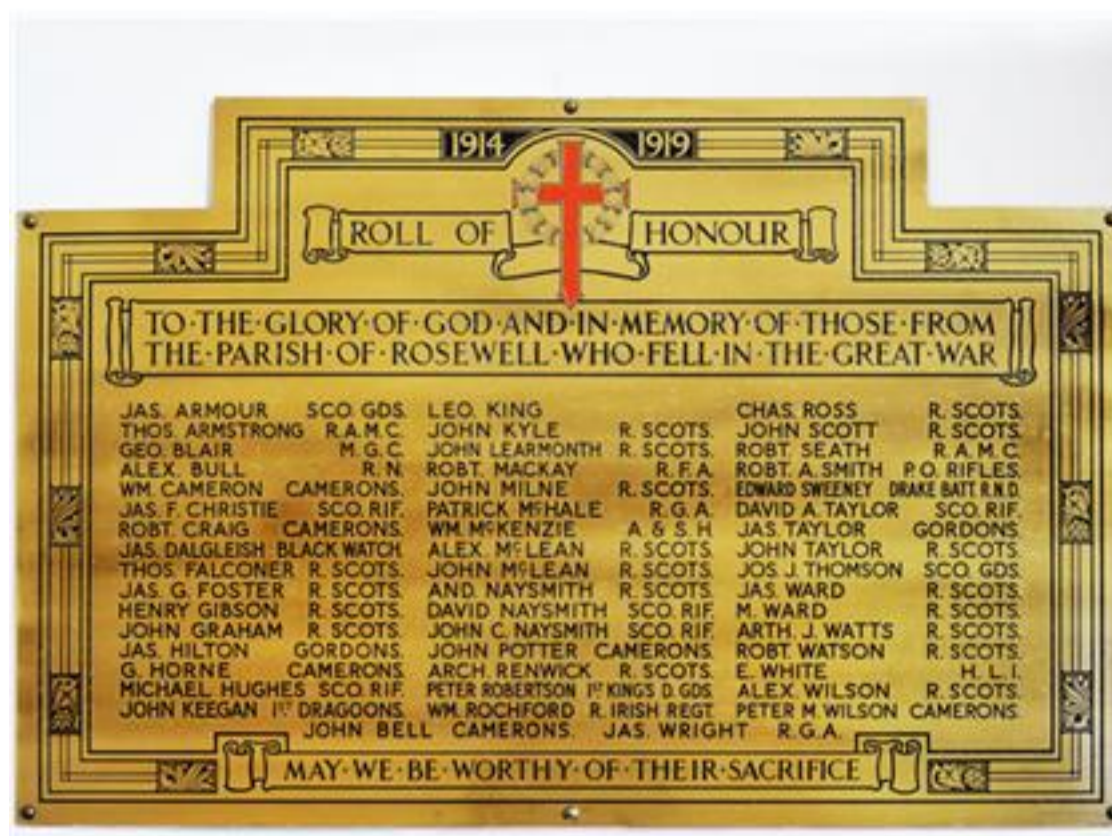 1914 1919
ROLL OF HONOUR
TO·THE·GLORY·OF·GOD·AND·IN·MEMORY·OF·THOSE·FROM
THE·PARISH·OF·ROSEWELL·WHO·FELL·IN·THE·GREAT·WAR
JAS. ARMOUR SCO. GDS.
THOS. ARMSTRONG R.A.M.C.
GEO. BLAIR M.G.C.
ALEX. BULL R.N.
WM. CAMERON CAMERONS.
JAS. F. CHRISTIE SCO. RIF.
ROBT. CRAIG CAMERONS.
JAS. DALGLEISH BLACK WATCH
THOS. FALCONER R. SCOTS.
JAS. G. FOSTER R. SCOTS.
HENRY GIBSON R. SCOTS.
JOHN GRAHAM R. SCOTS.
JAS. HILTON GORDONS.
G. HORNE CAMERONS.
MICHAEL HUGHES SCO. RIF.
JOHN KEEGAN 1ST DRAGOONS.
LEO. KING
JOHN KYLE R. SCOTS.
JOHN LEARMONTH R. SCOTS.
ROBT. MACKAY R.F.A.
JOHN MILNE R. SCOTS.
PATRICK McHALE R.G.A.
WM. McKENZIE A. & S. H.
ALEX. McLEAN R. SCOTS.
JOHN McLEAN R. SCOTS.
AND. NAYSMITH R. SCOTS.
DAVID NAYSMITH SCO. RIF.
JOHN C. NAYSMITH SCO. RIF.
JOHN POTTER CAMERONS.
ARCH. RENWICK R. SCOTS.
PETER ROBERTSON 1ST KING'S D. GDS.
WM. ROCHFORD R. IRISH REGT.
CHAS. ROSS R. SCOTS.
JOHN SCOTT R. SCOTS.
ROBT. SEATH R.A.M.C.
ROBT. A. SMITH P.O. RIFLES.
EDWARD SWEENEY DRAKE BATT. R.N.D.
DAVID A. TAYLOR SCO. RIF.
JAS. TAYLOR GORDONS.
JOHN TAYLOR R. SCOTS.
JOS. J. THOMSON SCO. GDS.
JAS. WARD R. SCOTS.
M. WARD R. SCOTS.
ARTH. J. WATTS R. SCOTS.
ROBT. WATSON R. SCOTS.
E. WHITE H.L.I.
ALEX. WILSON R. SCOTS.
PETER M. WILSON CAMERONS.
JOHN BELL CAMERONS. JAS. WRIGHT R.G.A.
MAY·WE·BE·WORTHY·OF·THEIR·SACRIFICE